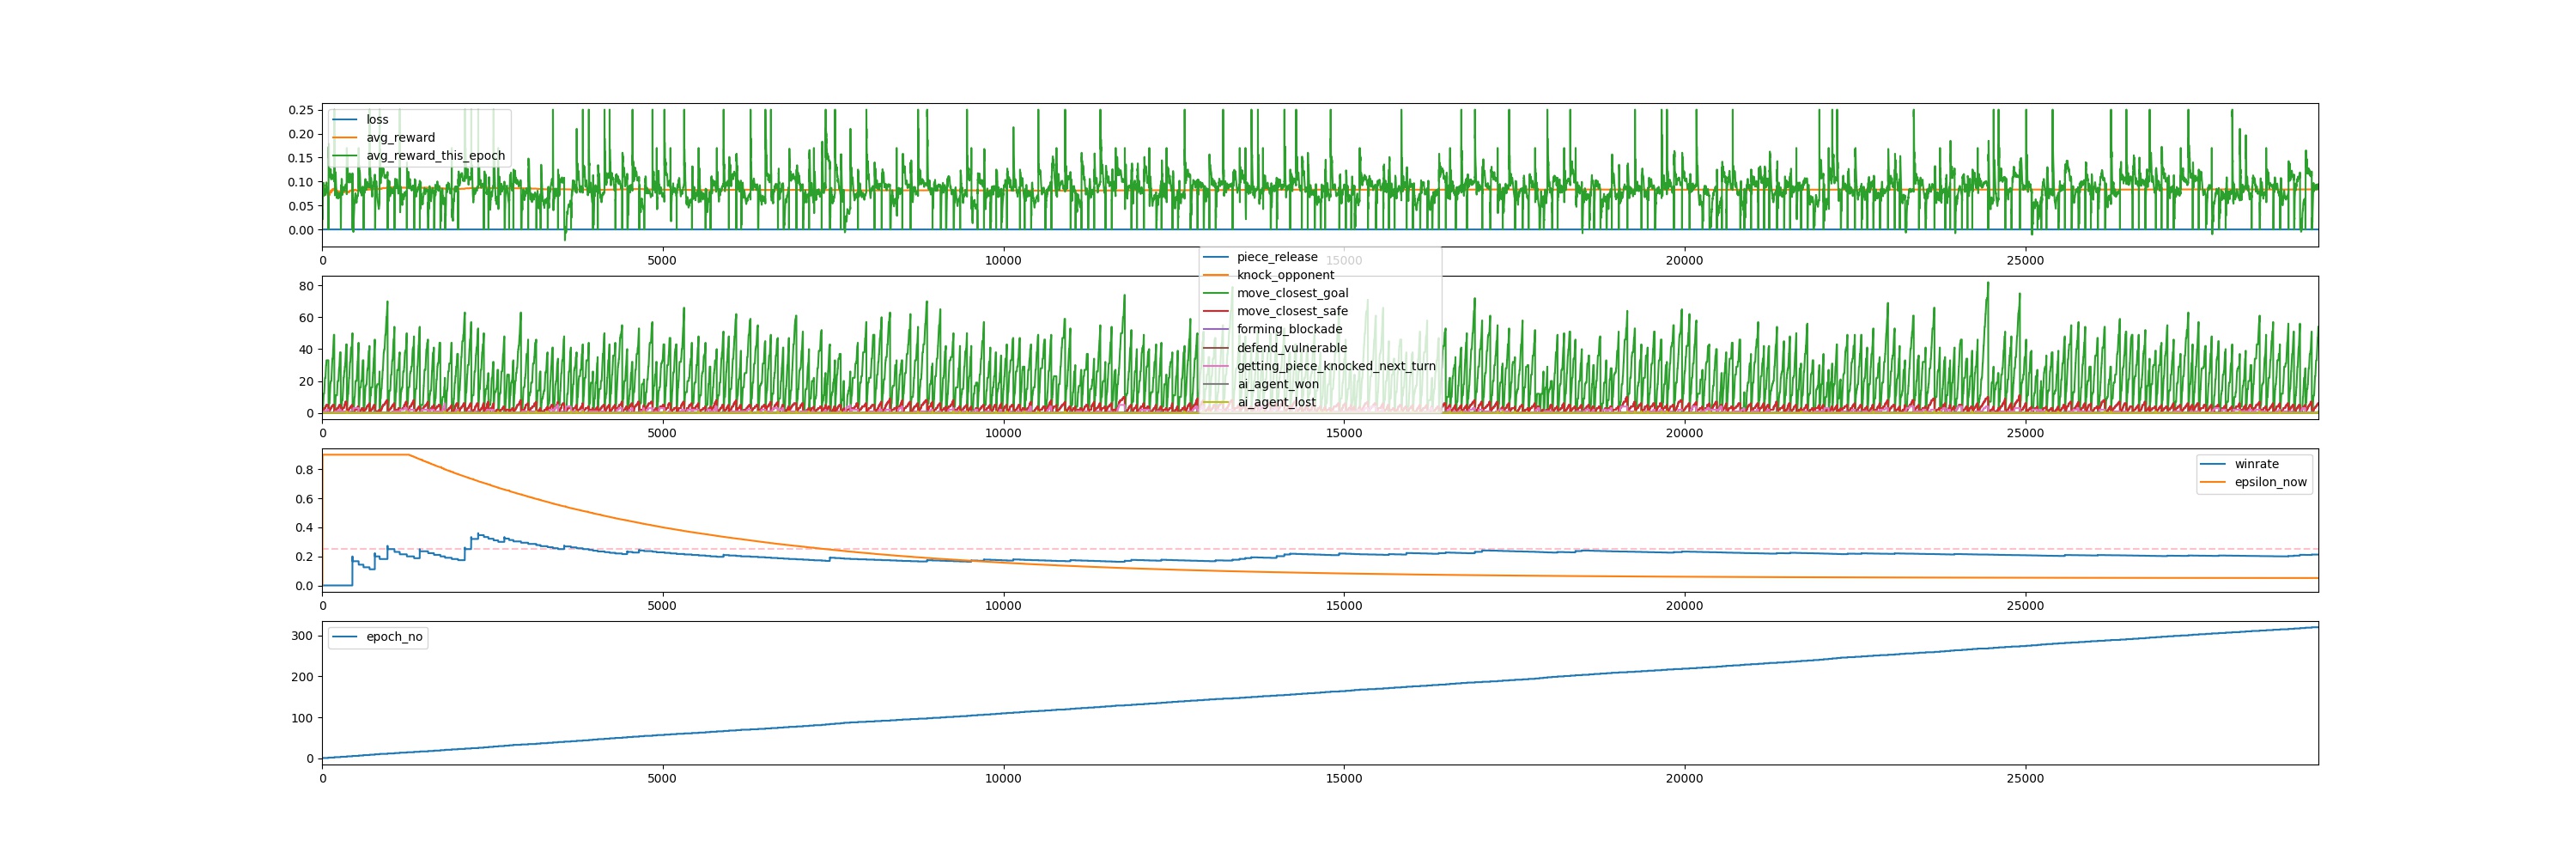 0.25
0.20
0.15
0.10
0.05
0.00
loss
avg_reward
avg_reward_this_epoch
0 5000 10000 15000 20000 25000
80
60
40
20
0
piece_release
knock_opponent
move_closest_goal
move_closest_safe
forming_blockade
defend_vulnerable
getting_piece_knocked_next_turn
ai_agent_won
ai_agent_lost
0 5000 10000 15000 20000 25000
0.8
0.6
0.4
0.2
0.0
winrate
epsilon_now
0 5000 10000 15000 20000 25000
300
200
100
0
epoch_no
0 5000 10000 15000 20000 25000